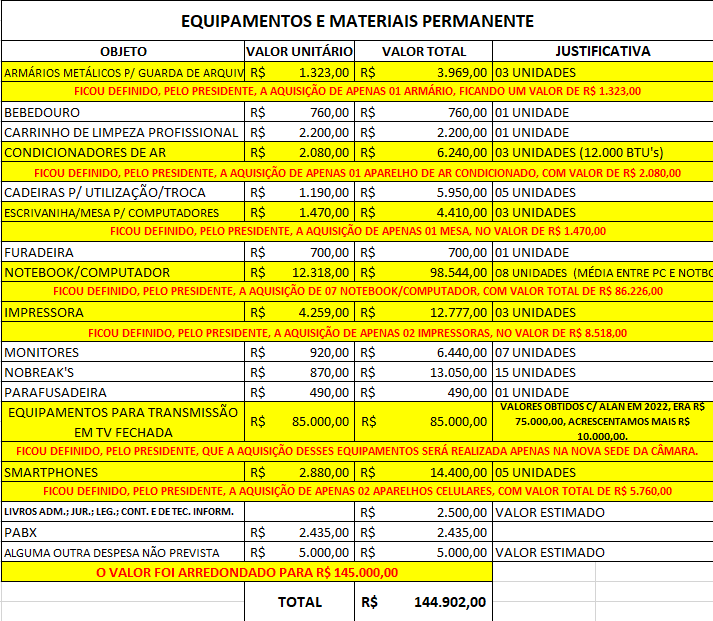 EQUIPAMENTOS E MATERIAIS PERMANENTE
OBJETO VALOR UNITÁRIO VALOR TOTAL JUSTIFICATIVA
ARMÁRIOS METÁLICOS P/ GUARDA DE ARQUIV R$ 1.323,00 R$ 3.969,00 03 UNIDADES
FICOU DEFINIDO, PELO PRESIDENTE, A AQUISIÇÃO DE APENAS 01 ARMÁRIO, FICANDO UM VALOR DE R$ 1.323,00
BEBEDOURO R$ 760,00 R$ 760,00 01 UNIDADE
CARRINHO DE LIMPEZA PROFISSIONAL R$ 2.200,00 R$ 2.200,00 01 UNIDADE
CONDICIONADORES DE AR R$ 2.080,00 R$ 6.240,00 03 UNIDADES (12.000 BTU's)
FICOU DEFINIDO, PELO PRESIDENTE, A AQUISIÇÃO DE APENAS 01 APARELHO DE AR CONDICIONADO, COM VALOR DE R$ 2.080,00
CADEIRAS P/ UTILIZAÇÃO/TROCA R$ 1.190,00 R$ 5.950,00 05 UNIDADES
ESCRIVANIHA/MESA P/ COMPUTADORES R$ 1.470,00 R$ 4.410,00 03 UNIDADES
FICOU DEFINIDO, PELO PRESIDENTE, A AQUISIÇÃO DE APENAS 01 MESA, NO VALOR DE R$ 1.470,00
FURADEIRA R$ 700,00 R$ 700,00 01 UNIDADE
NOTEBOOK/COMPUTADOR R$ 12.318,00 R$ 98.544,00 08 UNIDADES (MÉDIA ENTRE PC E NOTBO
FICOU DEFINIDO, PELO PRESIDENTE, A AQUISIÇÃO DE 07 NOTEBOOK/COMPUTADOR, COM VALOR TOTAL DE R$ 86.226,00
IMPRESSORA R$ 4.259,00 R$ 12.777,00 03 UNIDADES
FICOU DEFINIDO, PELO PRESIDENTE, A AQUISIÇÃO DE APENAS 02 IMPRESSORAS, NO VALOR DE R$ 8.518,00
MONITORES R$ 920,00 R$ 6.440,00 07 UNIDADES
NOBREAK'S R$ 870,00 R$ 13.050,00 15 UNIDADES
PARAFUSADEIRA R$ 490,00 R$ 490,00 01 UNIDADE
EQUIPAMENTOS PARA TRANSMISSÃO
EM TV FECHADA
R$ 85.000,00 R$ 85.000,00
VALORES OBTIDOS C/ ALAN EM 2022, ERA R$
75.000,00, ACRESCENTAMOS MAIS R$
10.000,00.
FICOU DEFINIDO, PELO PRESIDENTE, QUE A AQUISIÇÃO DESSES EQUIPAMENTOS SERÁ REALIZADA APENAS NA NOVA SEDE DA CÂMARA.
SMARTPHONES R$ 2.880,00 R$ 14.400,00 05 UNIDADES
FICOU DEFINIDO, PELO PRESIDENTE, A AQUISIÇÃO DE APENAS 02 APARELHOS CELULARES, COM VALOR TOTAL DE R$ 5.760,00
LIVROS ADM.; JUR.; LEG.; CONT. E DE TEC. INFORM. R$ 2.500,00 VALOR ESTIMADO
PABX R$ 2.435,00 R$ 2.435,00
ALGUMA OUTRA DESPESA NÃO PREVISTA R$ 5.000,00 R$ 5.000,00 VALOR ESTIMADO
O VALOR FOI ARREDONDADO PARA R$ 145.000,00
TOTAL R$ 144.902,00